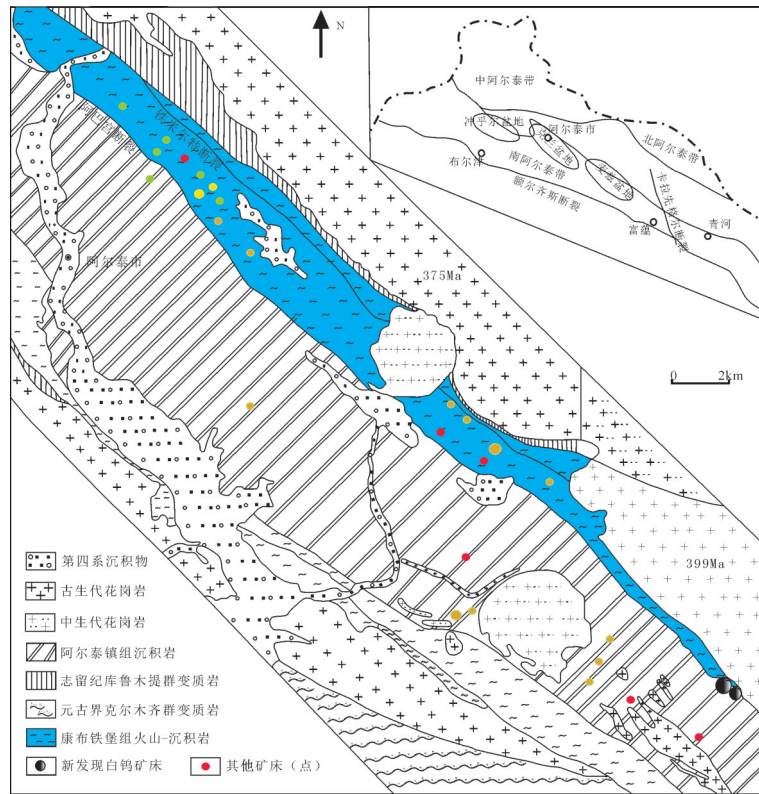 N
中阿尔泰带
冲乎尔盆地
克兰盆地
阿尔泰市
北阿尔泰带
布尔津
南阿尔泰带
麦兹盆地
额尔齐斯断裂
卡拉先格尔断裂
富蕴
青河
阿巴宫断裂
铁米尔特断裂
阿尔泰市
375Ma
0 2km
399Ma
第四系沉积物
古生代花岗岩
中生代花岗岩
阿尔泰镇组沉积岩
志留纪库鲁木提群变质岩
元古界克尔木齐群变质岩
康布铁堡组火山-沉积岩
新发现白钨矿床
其他矿床（点）